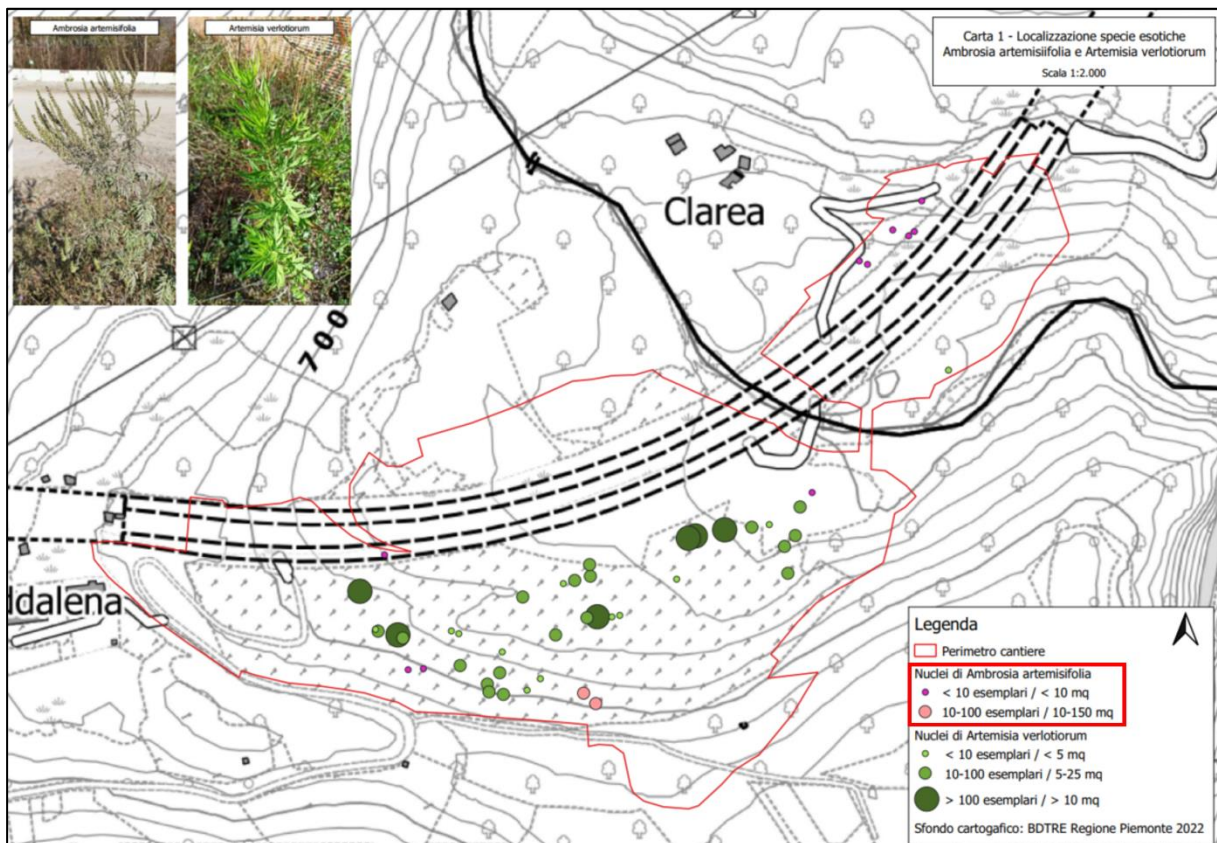 Ambrosia artemisifolia
Artemisia verlotiorum
Carta 1 - Localizzazione specie esotiche
Ambrosia artemisiifolia e Artemisia verlotiorum
Scala 1:2.000
Clarea
700
ddalena
Legenda
Perimetro cantiere
Nuclei di Ambrosia artemisifolia
< 10 esemplari / < 10 mq
10-100 esemplari / 10-150 mq
Nuclei di Artemisia verlotiorum
< 10 esemplari / < 5 mq
10-100 esemplari / 5-25 mq
> 100 esemplari / > 10 mq
Sfondo cartogafico: BDTRE Regione Piemonte 2022